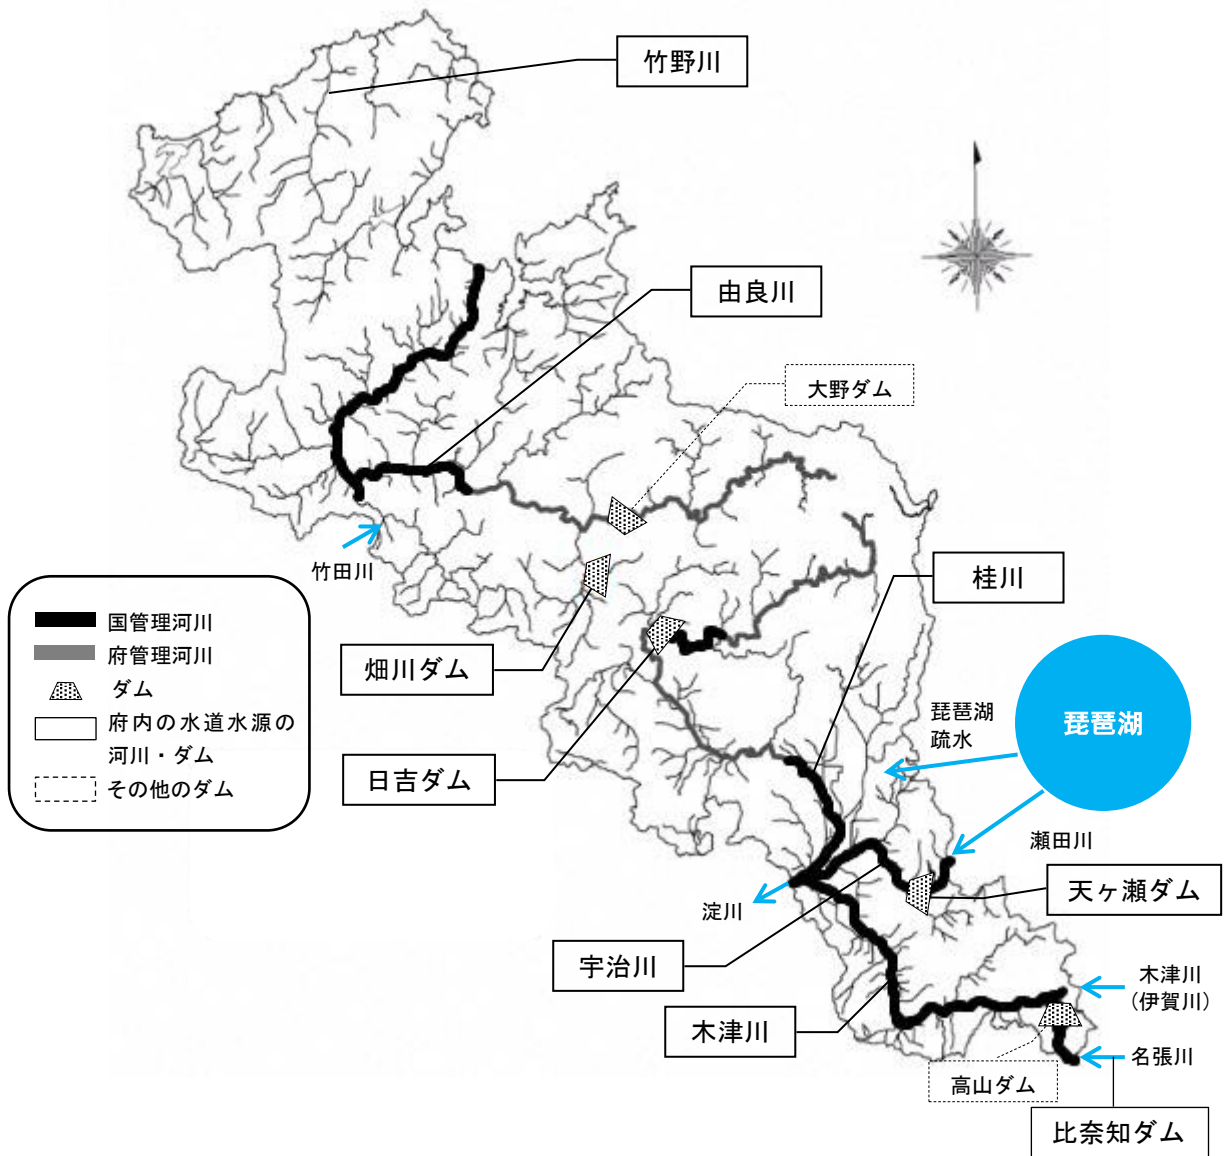 竹野川
由良川
大野ダム
竹田川
桂川
国管理河川
府管理河川
ダム
府内の水道水源の
河川・ダム
その他のダム
畑川ダム
日吉ダム
琵琶湖
疏水
琵琶湖
瀬田川
天ヶ瀬ダム
淀川
宇治川
木津川
木津川
（伊賀川）
名張川
高山ダム
比奈知ダム